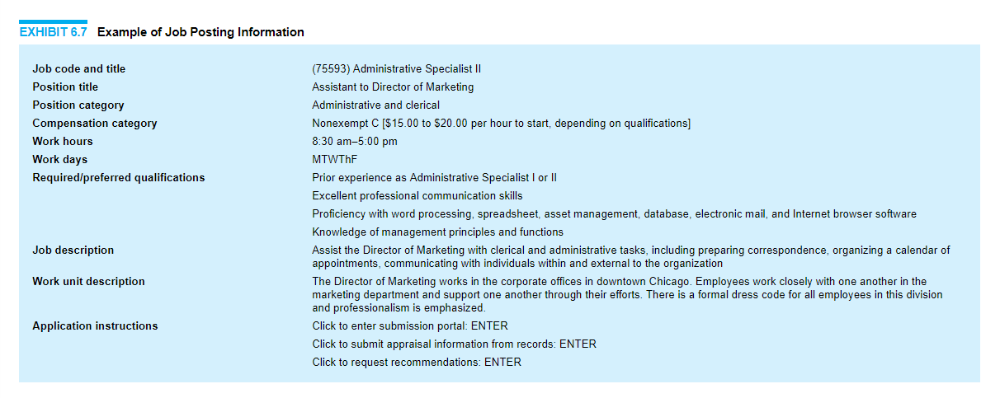 EXHIBIT 6.7 Example of Job Posting Information
Job code and title (75593) Administrative Specialist II
Position title Assistant to Director of Marketing
Position category Administrative and clerical
Compensation category Nonexempt C [$15.00 to $20.00 per hour to start, depending on qualifications]
Work hours 8:30 am–5:00 pm
Work days MTWThF
Required/preferred qualifications Prior experience as Administrative Specialist I or II
Excellent professional communication skills
Proficiency with word processing, spreadsheet, asset management, database, electronic mail, and Internet browser software
Knowledge of management principles and functions
Job description Assist the Director of Marketing with clerical and administrative tasks, including preparing correspondence, organizing a calendar of
appointments, communicating with individuals within and external to the organization
Work unit description The Director of Marketing works in the corporate offices in downtown Chicago. Employees work closely with one another in the
marketing department and support one another through their efforts. There is a formal dress code for all employees in this division
and professionalism is emphasized.
Application instructions Click to enter submission portal: ENTER
Click to submit appraisal information from records: ENTER
Click to request recommendations: ENTER